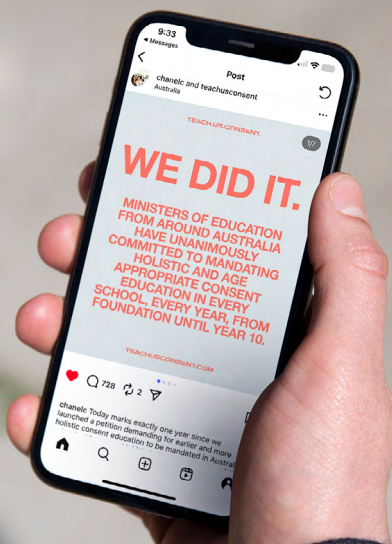 9:33
◀ Messages
Post
chanelc and teachusconsent
Australia
TEACH.US.CONSENT.
1/7
WE DID IT.
MINISTERS OF EDUCATION
FROM AROUND AUSTRALIA
HAVE UNANIMOUSLY
COMMITTED TO MANDATING
HOLISTIC AND AGE
APPROPRIATE CONSENT
EDUCATION IN EVERY
SCHOOL, EVERY YEAR, FROM
FOUNDATION UNTIL YEAR 10.
TEACHUSCONSENT.COM
728
2
chanelc Today marks exactly one year since we
launched a petition demanding for earlier and more
holistic consent education to be mandated in